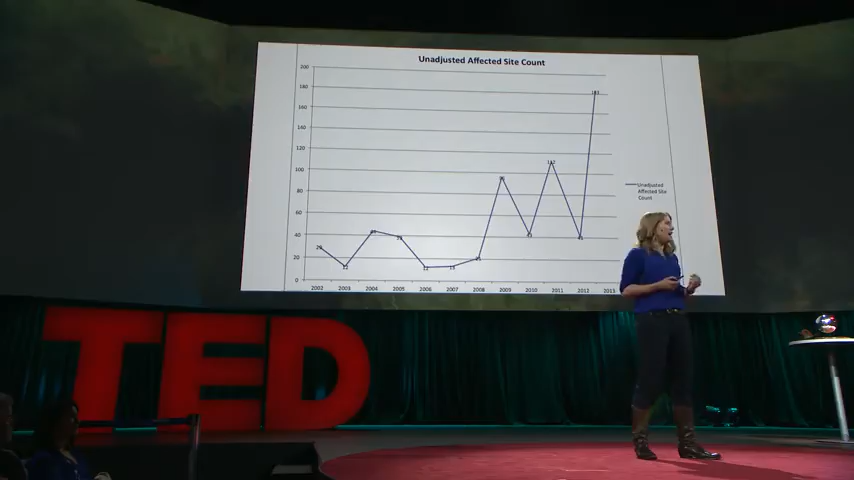 Unadjusted Affected Site Count
200
180
160
140
120
100
80
60
40
20
0
2002 2003 2004 2005 2006 2007 2008 2009 2010 2011 2012 2013
Unadjusted
Affected Site
Count
TED